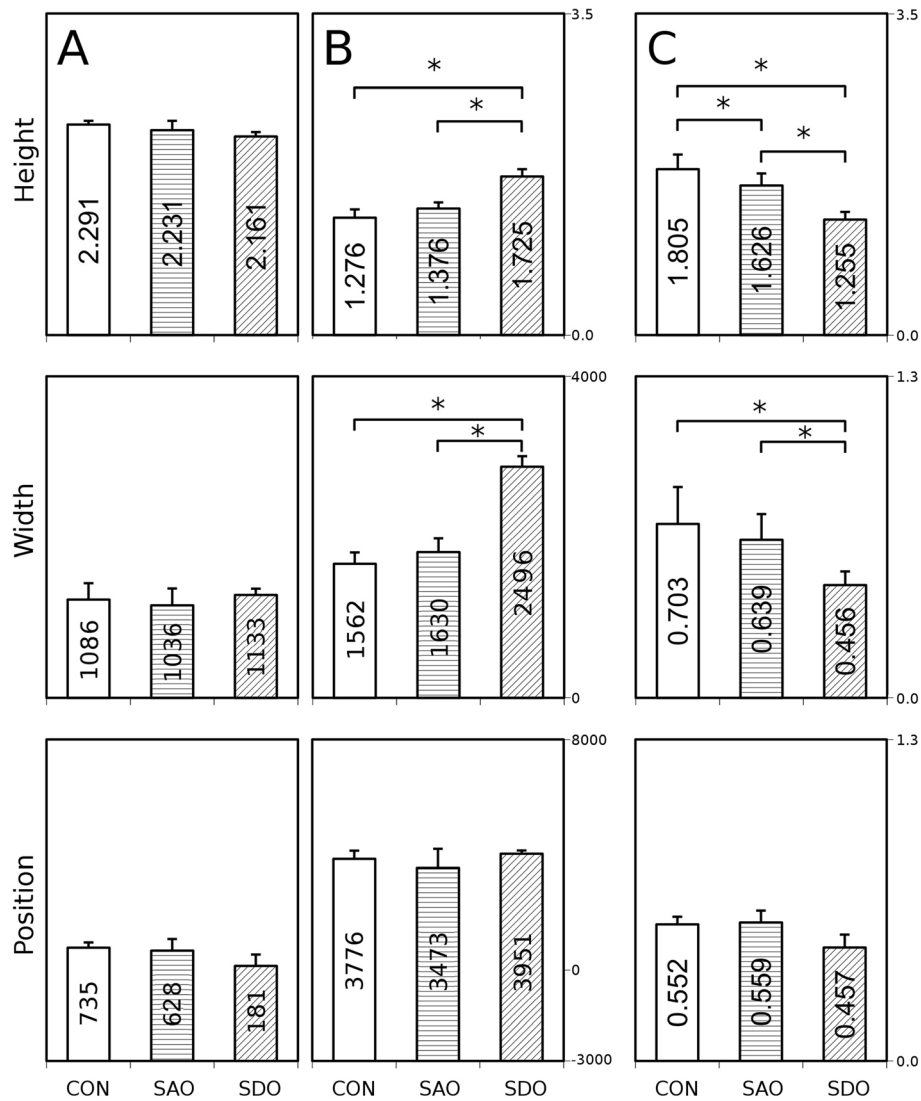 A B C
3.5 3.5
* * * * *
Height
2.291 2.231 2.161 1.276 1.376 1.725 1.805 1.626 1.255
0.0 0.0
4000 1.3
* * * *
Width
1086 1036 1133 1562 1630 2496 0.703 0.639 0.456
0 0.0
8000 1.3
Position
735 628 181 3776 3473 3951 0.552 0.559 0.457
0
-3000 0.0
CON SAO SDO CON SAO SDO CON SAO SDO